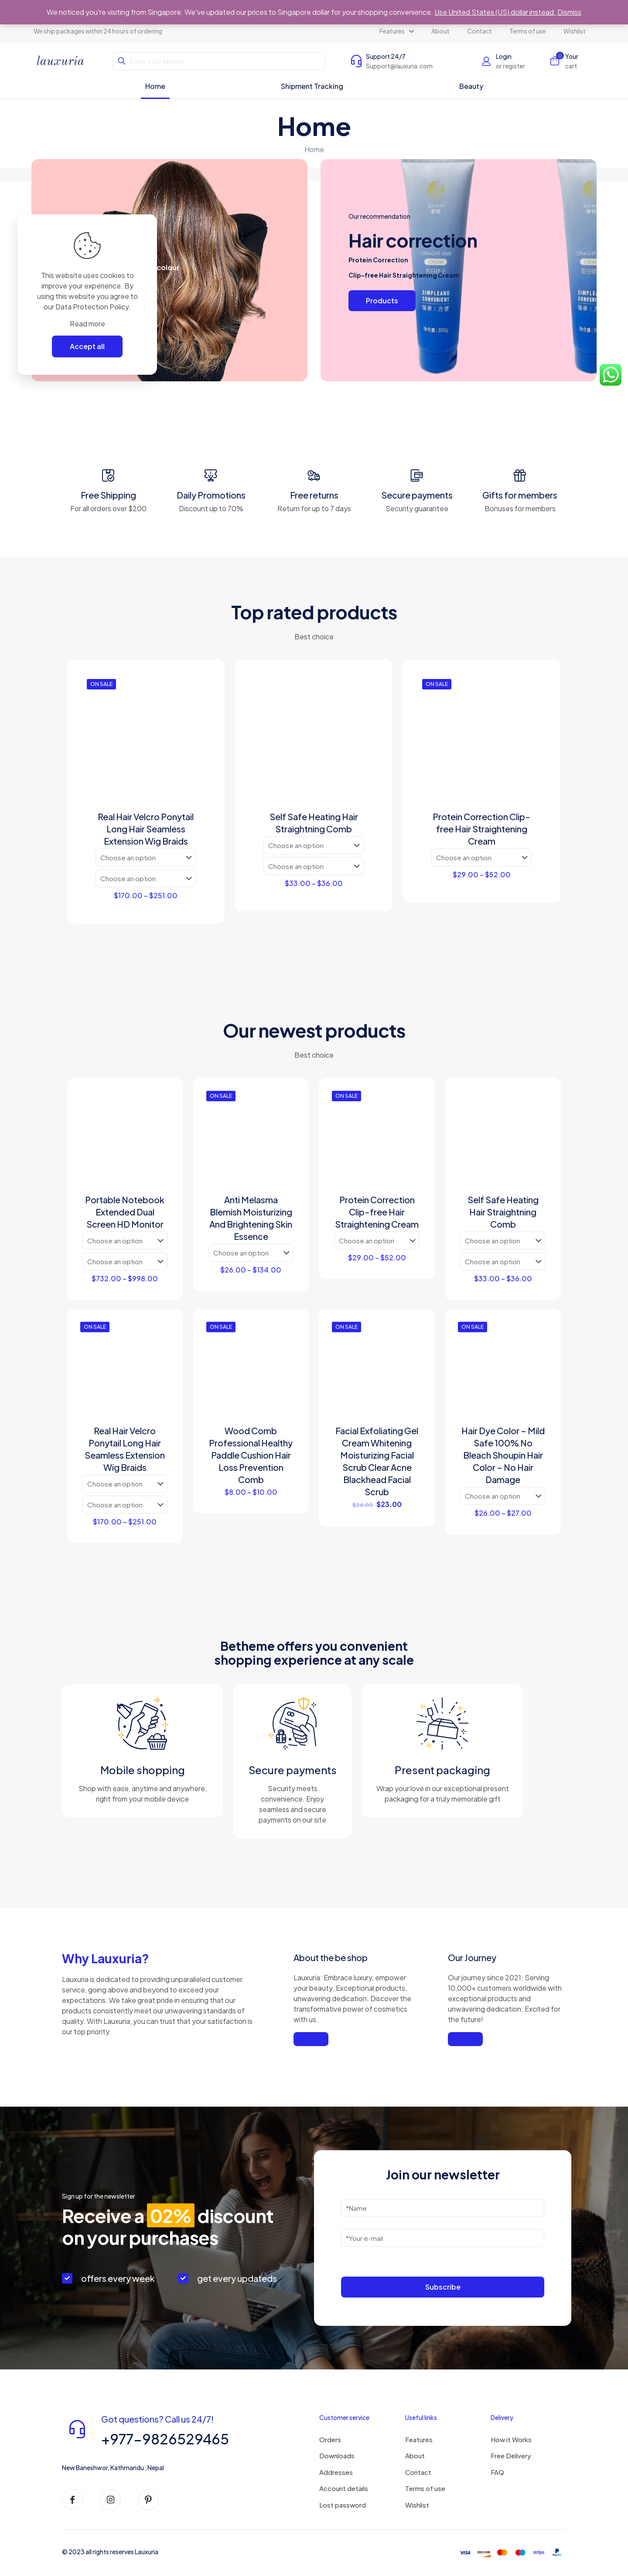 We noticed you're visiting from Singapore. We've updated our prices to Singapore dollar for your shopping convenience. Use United States (US) dollar instead. Dismiss
We ship packages within 24 hours of ordering
Features
About
Contact
Terms of use
Wishlist
lauxuria
Enter your search
Support 24/7
Support@lauxuria.com
Login
or register
0
Your
cart
Home
Shipment Tracking
Beauty
Home
Home
colour
This website uses cookies to
improve your experience. By
using this website you agree to
our Data Protection Policy.
Read more
Accept all
Our recommendation
Hair correction
Protein Correction
Clip-free Hair Straightening Cream
Products
STRAIGHT HAIR
CREAM
SIMPLE AND
CONVENIENT
Free Shipping
For all orders over $200
Daily Promotions
Discount up to 70%
Free returns
Return for up to 7 days
Secure payments
Security guarantee
Gifts for members
Bonuses for members
Top rated products
Best choice
ON SALE
Real Hair Velcro Ponytail
Long Hair Seamless
Extension Wig Braids
Choose an option
Choose an option
$170.00 – $251.00
Self Safe Heating Hair
Straightning Comb
Choose an option
Choose an option
$33.00 – $36.00
ON SALE
Protein Correction Clip-
free Hair Straightening
Cream
Choose an option
$29.00 – $52.00
Our newest products
Best choice
Portable Notebook
Extended Dual
Screen HD Monitor
Choose an option
Choose an option
$732.00 – $998.00
ON SALE
Anti Melasma
Blemish Moisturizing
And Brightening Skin
Essence
Choose an option
$26.00 – $134.00
ON SALE
Protein Correction
Clip-free Hair
Straightening Cream
Choose an option
$29.00 – $52.00
Self Safe Heating
Hair Straightning
Comb
Choose an option
Choose an option
$33.00 – $36.00
ON SALE
Real Hair Velcro
Ponytail Long Hair
Seamless Extension
Wig Braids
Choose an option
Choose an option
$170.00 – $251.00
ON SALE
Wood Comb
Professional Healthy
Paddle Cushion Hair
Loss Prevention
Comb
$8.00 – $10.00
ON SALE
Facial Exfoliating Gel
Cream Whitening
Moisturizing Facial
Scrub Clear Acne
Blackhead Facial
Scrub
$24.00 $23.00
ON SALE
Hair Dye Color – Mild
Safe 100% No
Bleach Shoupin Hair
Color – No Hair
Damage
Choose an option
$26.00 – $27.00
Betheme offers you convenient
shopping experience at any scale
Mobile shopping
Shop with ease, anytime and anywhere,
right from your mobile device
Secure payments
Security meets
convenience. Enjoy
seamless and secure
payments on our site
Present packaging
Wrap your love in our exceptional present
packaging for a truly memorable gift
Why Lauxuria?
Lauxuria is dedicated to providing unparalleled customer
service, going above and beyond to exceed your
expectations. We take great pride in ensuring that our
products consistently meet our unwavering standards of
quality. With Lauxuria, you can trust that your satisfaction is
our top priority.
About the be shop
Lauxuria: Embrace luxury, empower
your beauty. Exceptional products,
unwavering dedication. Discover the
transformative power of cosmetics
with us.
Our Journey
Our journey since 2021: Serving
10,000+ customers worldwide with
exceptional products and
unwavering dedication. Excited for
the future!
Sign up for the newsletter
Receive a 02% discount
on your purchases
offers every week
get every updateds
Join our newsletter
*Name
*Your e-mail
Subscribe
Got questions? Call us 24/7!
+977-9826529465
New Baneshwor, Kathmandu , Nepal
Customer service
Orders
Downloads
Addresses
Account details
Lost password
Useful links
Features
About
Contact
Terms of use
Wishlist
Delivery
How it Works
Free Delivery
FAQ
© 2023 all rights reserves Lauxuria
VISA
DISCOVER
stripe
PayPal